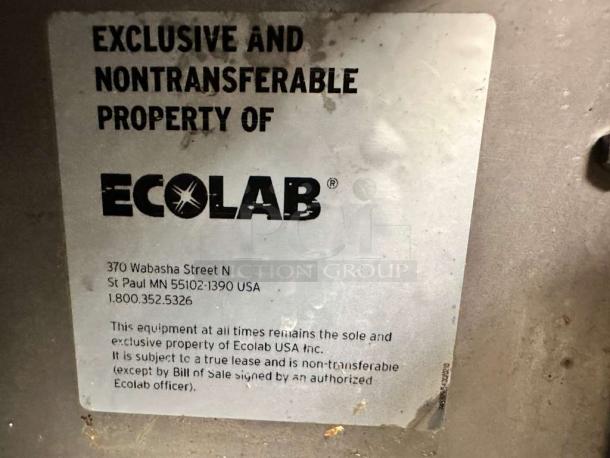 EXCLUSIVE AND
NONTRANSFERABLE
PROPERTY OF
ECOLAB®
370 Wabasha Street N
St Paul MN 55102-1390 USA
1.800.352.5326
AUCTION GROUP
This equipment at all times remains the sole and
exclusive property of Ecolab USA Inc.
It is subject to a true lease and is non-transferable
(except by Bill of Sale signed by an authorized
Ecolab officer).